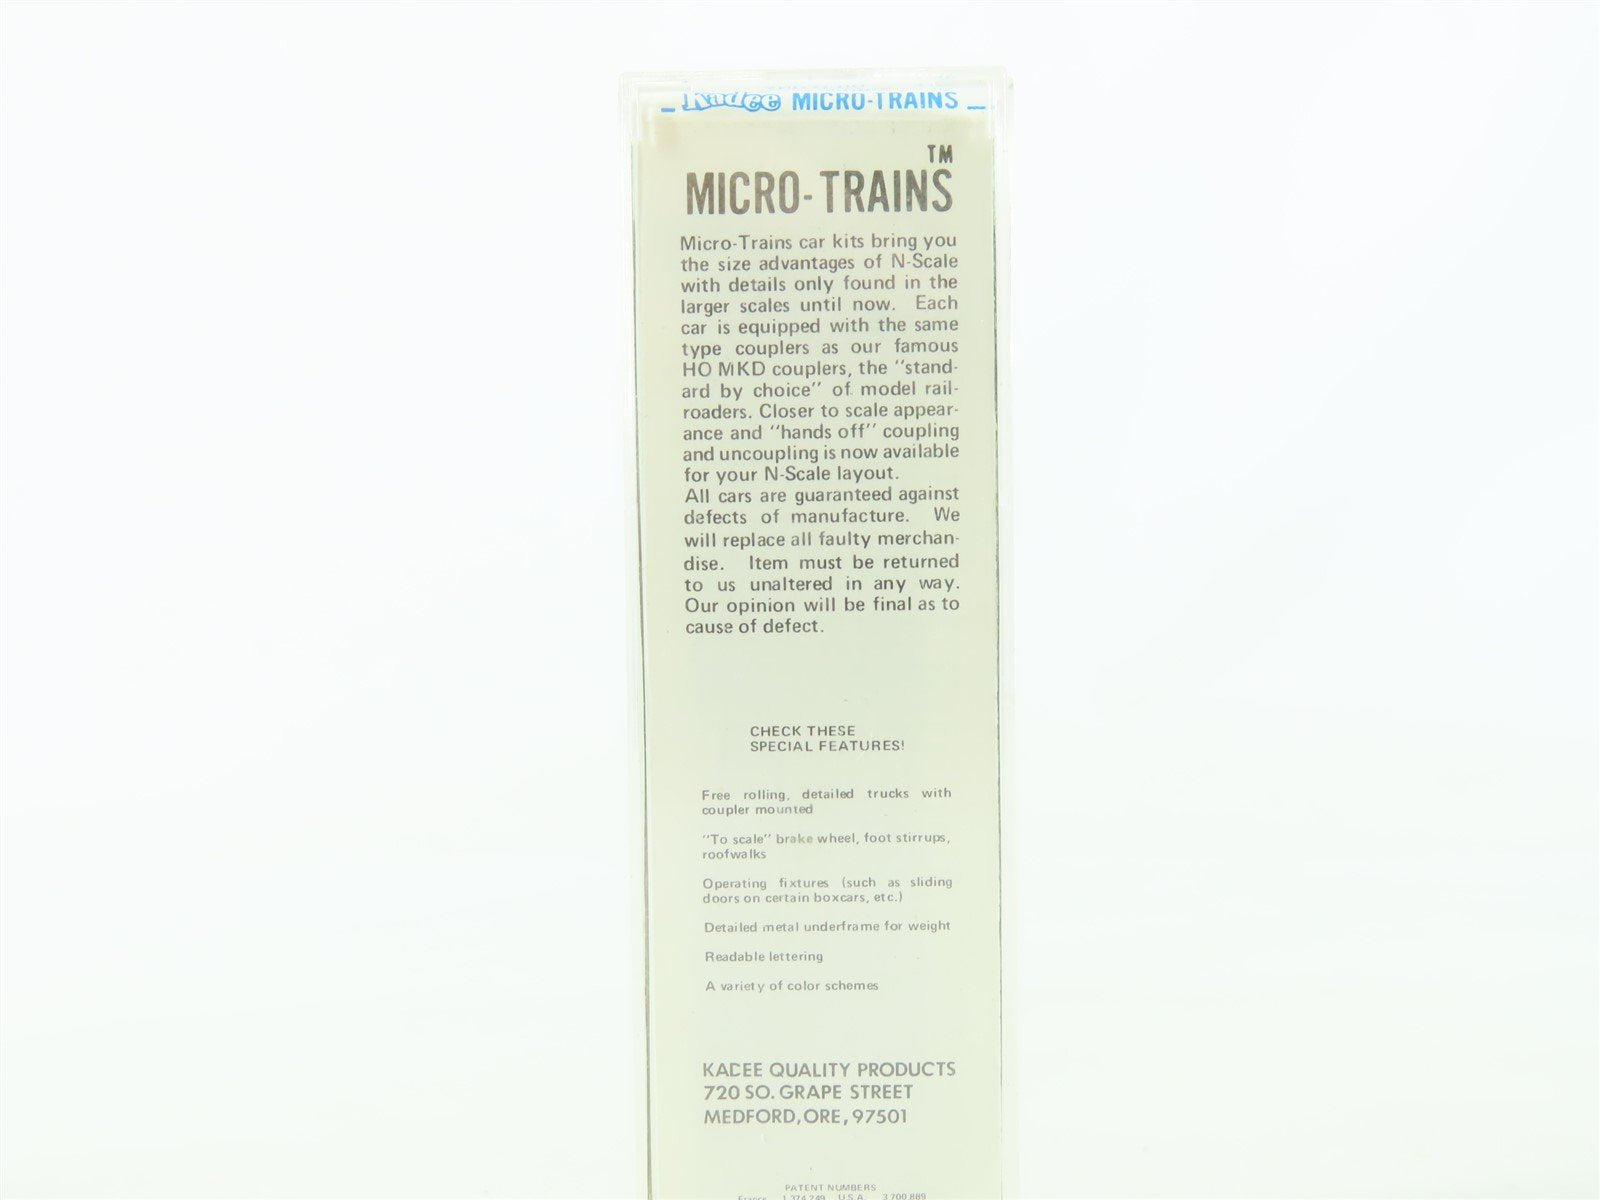 Kadee MICRO-TRAINS
TM
MICRO-TRAINS
Micro-Trains car kits bring you
the size advantages of N-Scale
with details only found in the
larger scales until now. Each
car is equipped with the same
type couplers as our famous
HO MKD couplers, the "stand-
ard by choice" of model rail-
roaders. Closer to scale appear-
ance and "hands off" coupling
and uncoupling is now available
for your N-Scale layout.
All cars are guaranteed against
defects of manufacture. We
will replace all faulty merchan-
dise. Item must be returned
to us unaltered in any way.
Our opinion will be final as to
cause of defect.
CHECK THESE
SPECIAL FEATURES!
Free rolling, detailed trucks with
coupler mounted
"To scale" brake wheel, foot stirrups,
roofwalks
Operating fixtures (such as sliding
doors on certain boxcars, etc.)
Detailed metal underframe for weight
Readable lettering
A variety of color schemes
KADEE QUALITY PRODUCTS
720 SO. GRAPE STREET
MEDFORD, ORE, 97501
PATENT NUMBERS
France 1,374,249 U.S.A. 3,700,889